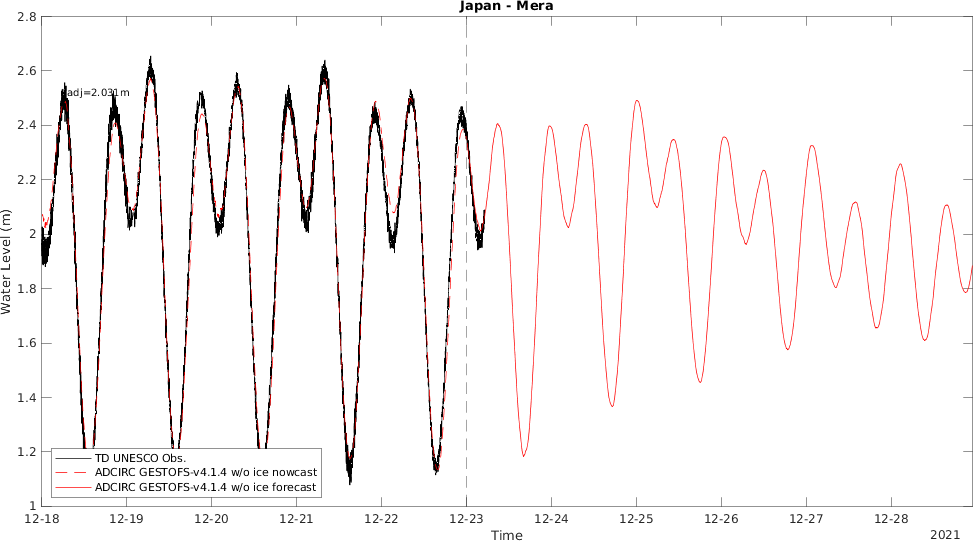 Japan - Mera
2.8
2.6
2.4
2.2
2
1.8
1.6
1.4
1.2
1
Water Level (m)
adj=2.031m
TD UNESCO Obs.
ADCIRC GESTOFS-v4.1.4 w/o ice nowcast
ADCIRC GESTOFS-v4.1.4 w/o ice forecast
12-18 12-19 12-20 12-21 12-22 12-23 12-24 12-25 12-26 12-27 12-28
Time
2021